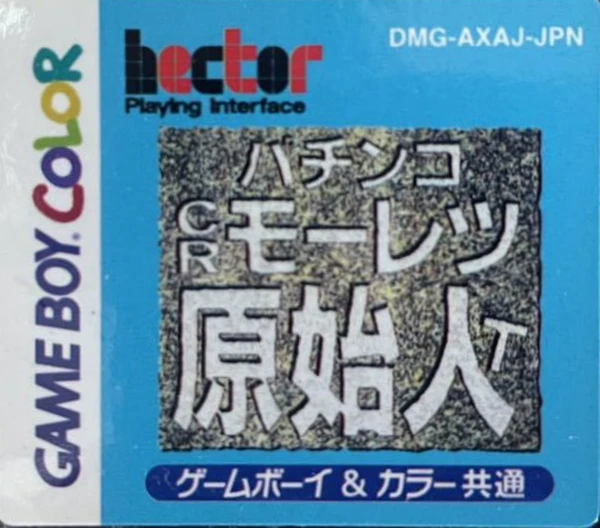 GAME BOY COLOR
hector
Playing Interface
DMG-AXAJ-JPN
パチンコ
CR モーレツ
原始人T
ゲームボーイ & カラー共通